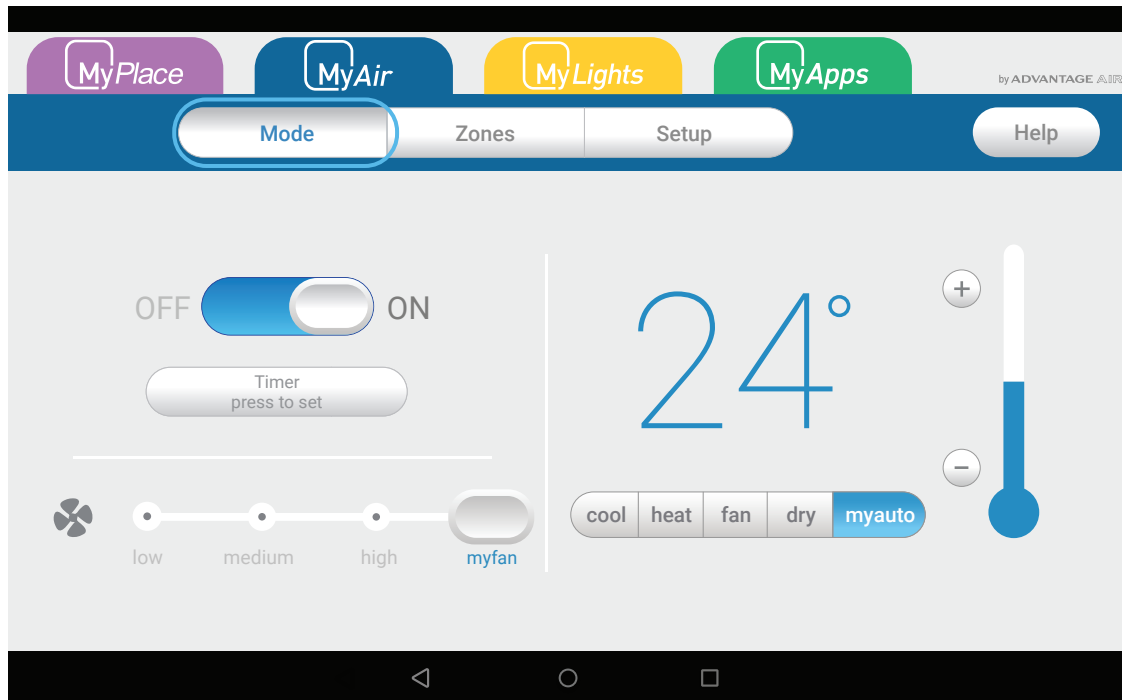 MyPlace
MyAir
MyLights
MyApps
by ADVANTAGE AIR
Mode
Zones
Setup
Help
OFF
ON
Timer
press to set
low
medium
high
myfan
24°
+
−
cool
heat
fan
dry
myauto